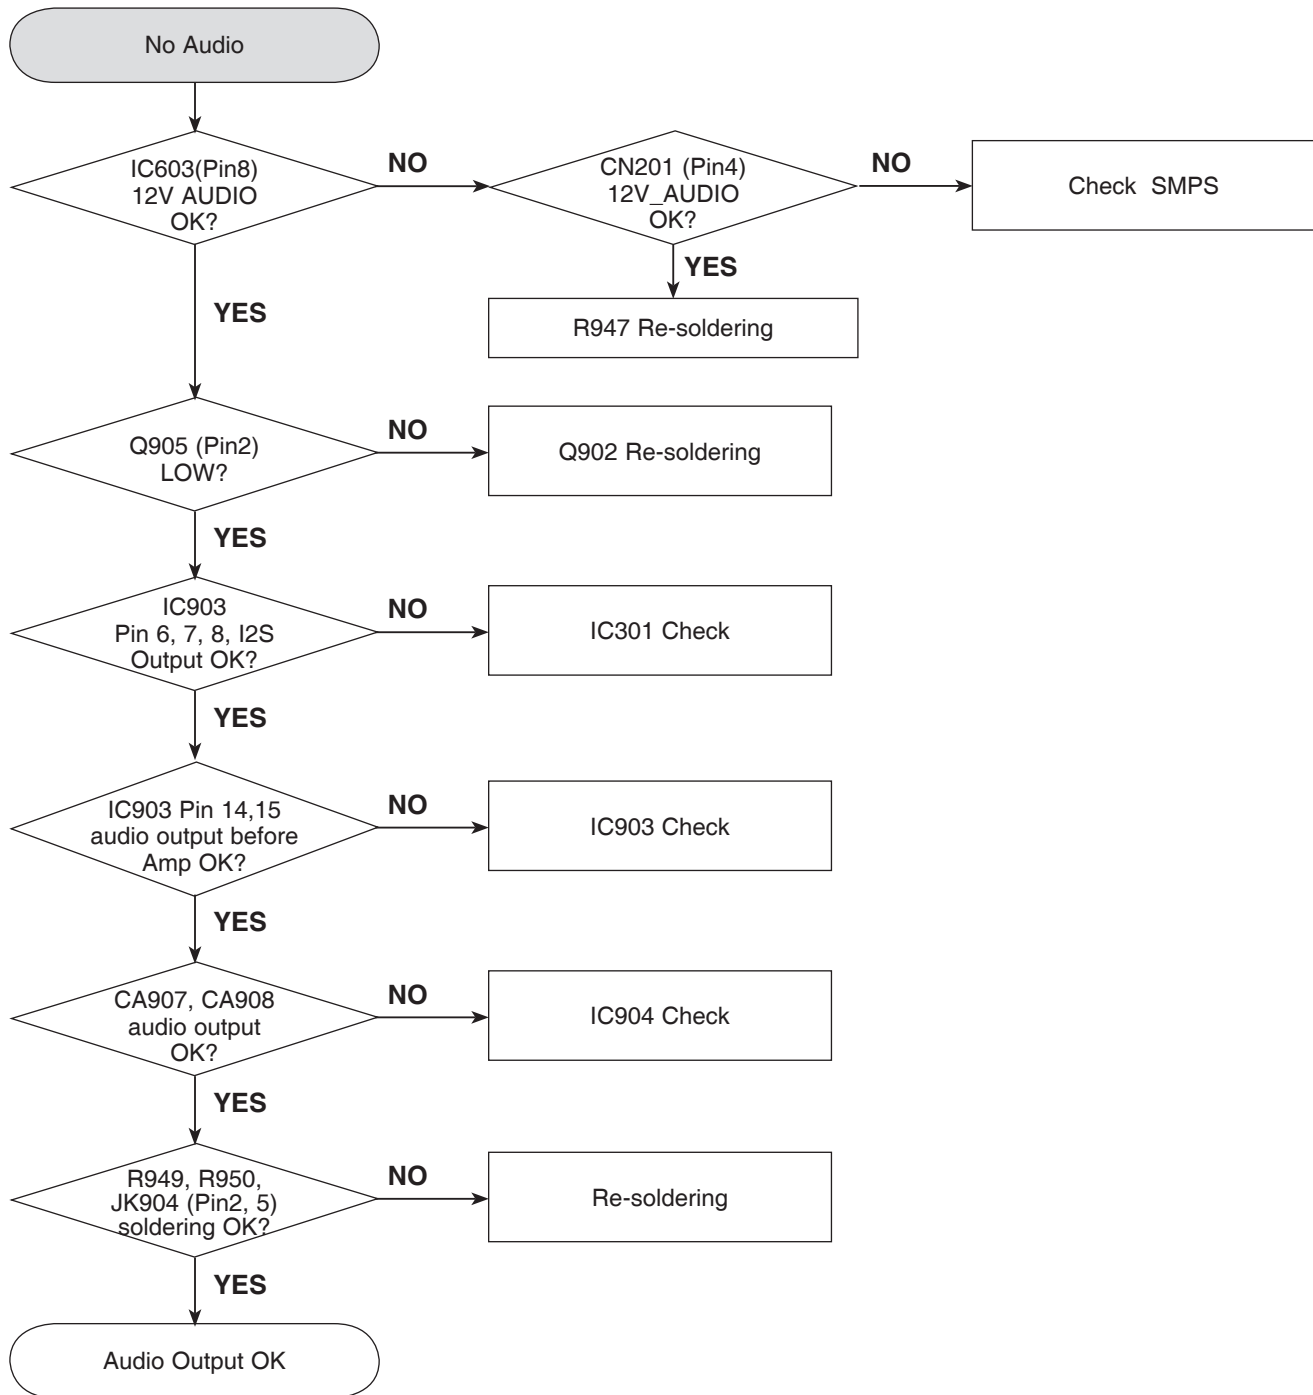 No Audio
IC603(Pin8)
12V AUDIO
OK?
NO
CN201 (Pin4)
12V_AUDIO
OK?
NO
Check SMPS
YES
R947 Re-soldering
YES
Q905 (Pin2)
LOW?
NO
Q902 Re-soldering
YES
IC903
Pin 6, 7, 8, I2S
Output OK?
NO
IC301 Check
YES
IC903 Pin 14,15
audio output before
Amp OK?
NO
IC903 Check
YES
CA907, CA908
audio output
OK?
NO
IC904 Check
YES
R949, R950,
JK904 (Pin2, 5)
soldering OK?
NO
Re-soldering
YES
Audio Output OK